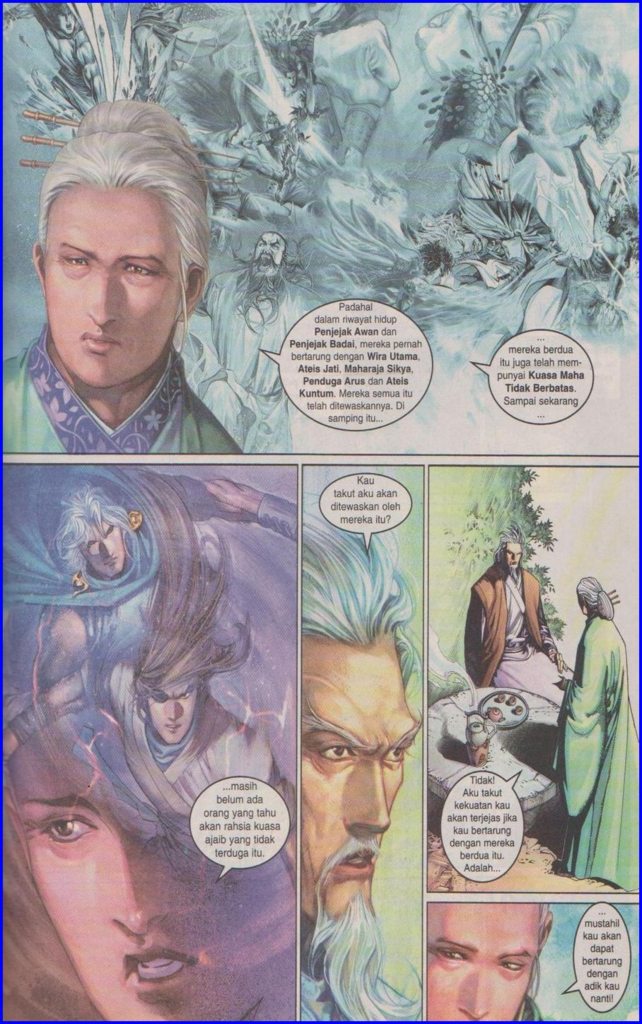 Padahal
dalam riwayat hidup
Penjejak Awan dan
Penjejak Badai, mereka pernah
bertarung dengan Wira Utama,
Ateis Jati, Maharaja Sikya,
Penduga Arus dan Ateis
Kuntum. Mereka semua itu
telah ditewaskannya. Di
samping itu...
...
mereka berdua
itu juga telah mem-
punyai Kuasa Maha
Tidak Berbatas.
Sampai sekarang
...
...masih
belum ada
orang yang tahu
akan rahsia kuasa
ajaib yang tidak
terduga itu.
Kau
takut aku akan
ditewaskan oleh
mereka itu?
Tidak!
Aku takut
kekuatan kau
akan terjejas jika
kau bertarung
dengan mereka
berdua itu.
Adalah...
...
mustahil
kau akan
dapat
bertarung
dengan
adik kau
nanti!